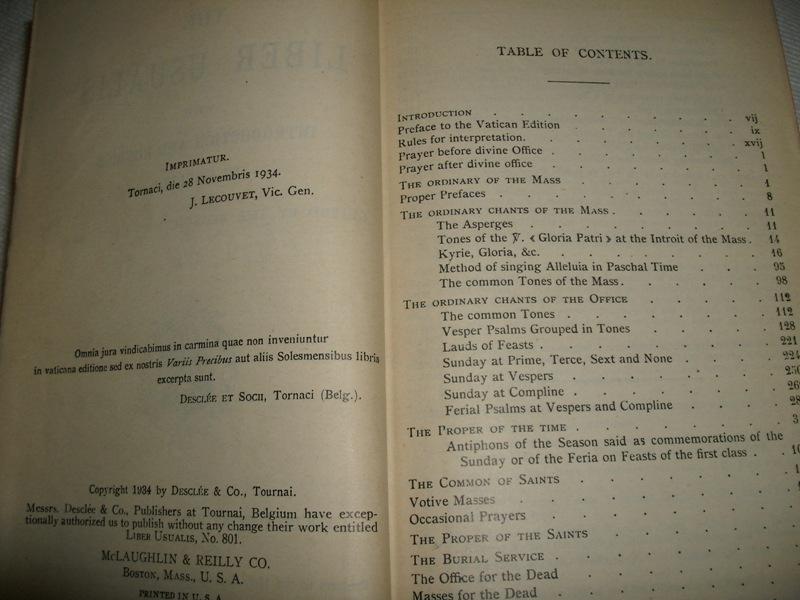 IMPRIMATUR.
Tornaci, die 28 Novembris 1934.
J. LECOUVET, Vic. Gen.
Omnia jura vindicabimus in carmina quae non inveniuntur
in vaticana editione sed ex nostris Variis Precibus aut aliis Solesmensibus libris
excerpta sunt.
DESCLÉE ET SOCII, Tornaci (Belg.).
Copyright 1934 by DESCLÉE & Co., Tournai.
Messrs. Desclée & Co., Publishers at Tournai, Belgium have excep-
tionally authorized us to publish without any change their work entitled
LIBER USUALIS, No. 801.
MCLAUGHLIN & REILLY CO.
BOSTON, MASS., U. S. A.
PRINTED IN U. S. A.
TABLE OF CONTENTS.
INTRODUCTION . . . . . . . vij
Preface to the Vatican Edition . . . . . . ix
Rules for interpretation. . . . . . . xvij
Prayer before divine Office . . . . . . 1
Prayer after divine office . . . . . . 1
THE ORDINARY OF THE MASS . . . . . . 1
Proper Prefaces . . . . . . . 8
THE ORDINARY CHANTS OF THE MASS . . . . . 11
The Asperges . . . . . . . 11
Tones of the ℣. « Gloria Patri » at the Introit of the Mass . 14
Kyrie, Gloria, &c. . . . . . . 16
Method of singing Alleluia in Paschal Time . . . 95
The common Tones of the Mass . . . . . 98
THE ORDINARY CHANTS OF THE OFFICE . . . . 112
The common Tones . . . . . . 112
Vesper Psalms Grouped in Tones . . . . 128
Lauds of Feasts . . . . . . . 221
Sunday at Prime, Terce, Sext and None . . . . 224
Sunday at Vespers . . . . . . 250
Sunday at Compline . . . . . . 26
Ferial Psalms at Vespers and Compline . . . . 28
THE PROPER OF THE TIME . . . . . . 3
Antiphons of the Season said as commemorations of the
Sunday or of the Feria on Feasts of the first class . . 10
THE COMMON OF SAINTS . . . . . . 1
Votive Masses . . . . . . .
Occasional Prayers . . . . . .
THE PROPER OF THE SAINTS . . . . .
THE BURIAL SERVICE . . . . . .
The Office for the Dead . . . . .
Masses for the Dead . . . . .